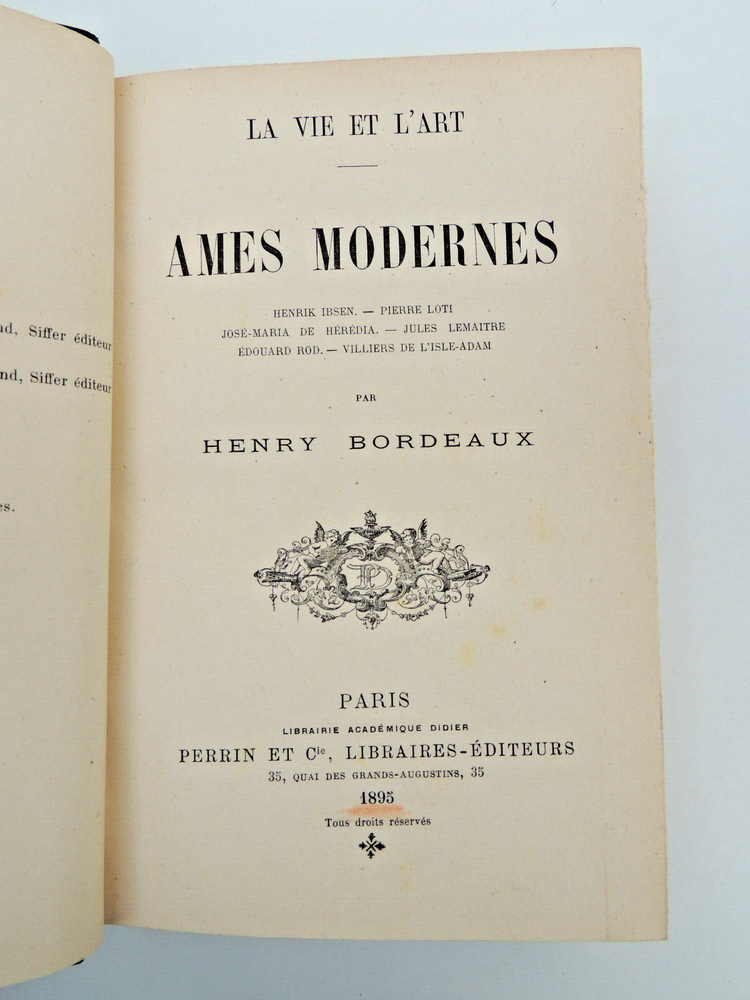 nd, Siffer éditeur
nd, Siffer éditeur
es.
LA VIE ET L'ART
AMES MODERNES
HENRIK IBSEN. — PIERRE LOTI
JOSÉ-MARIA DE HÉRÉDIA. — JULES LEMAITRE
ÉDOUARD ROD. — VILLIERS DE L'ISLE-ADAM
PAR
HENRY BORDEAUX
PARIS
LIBRAIRIE ACADÉMIQUE DIDIER
PERRIN ET Cie, LIBRAIRES-ÉDITEURS
35, QUAI DES GRANDS-AUGUSTINS, 35
1895
Tous droits réservés